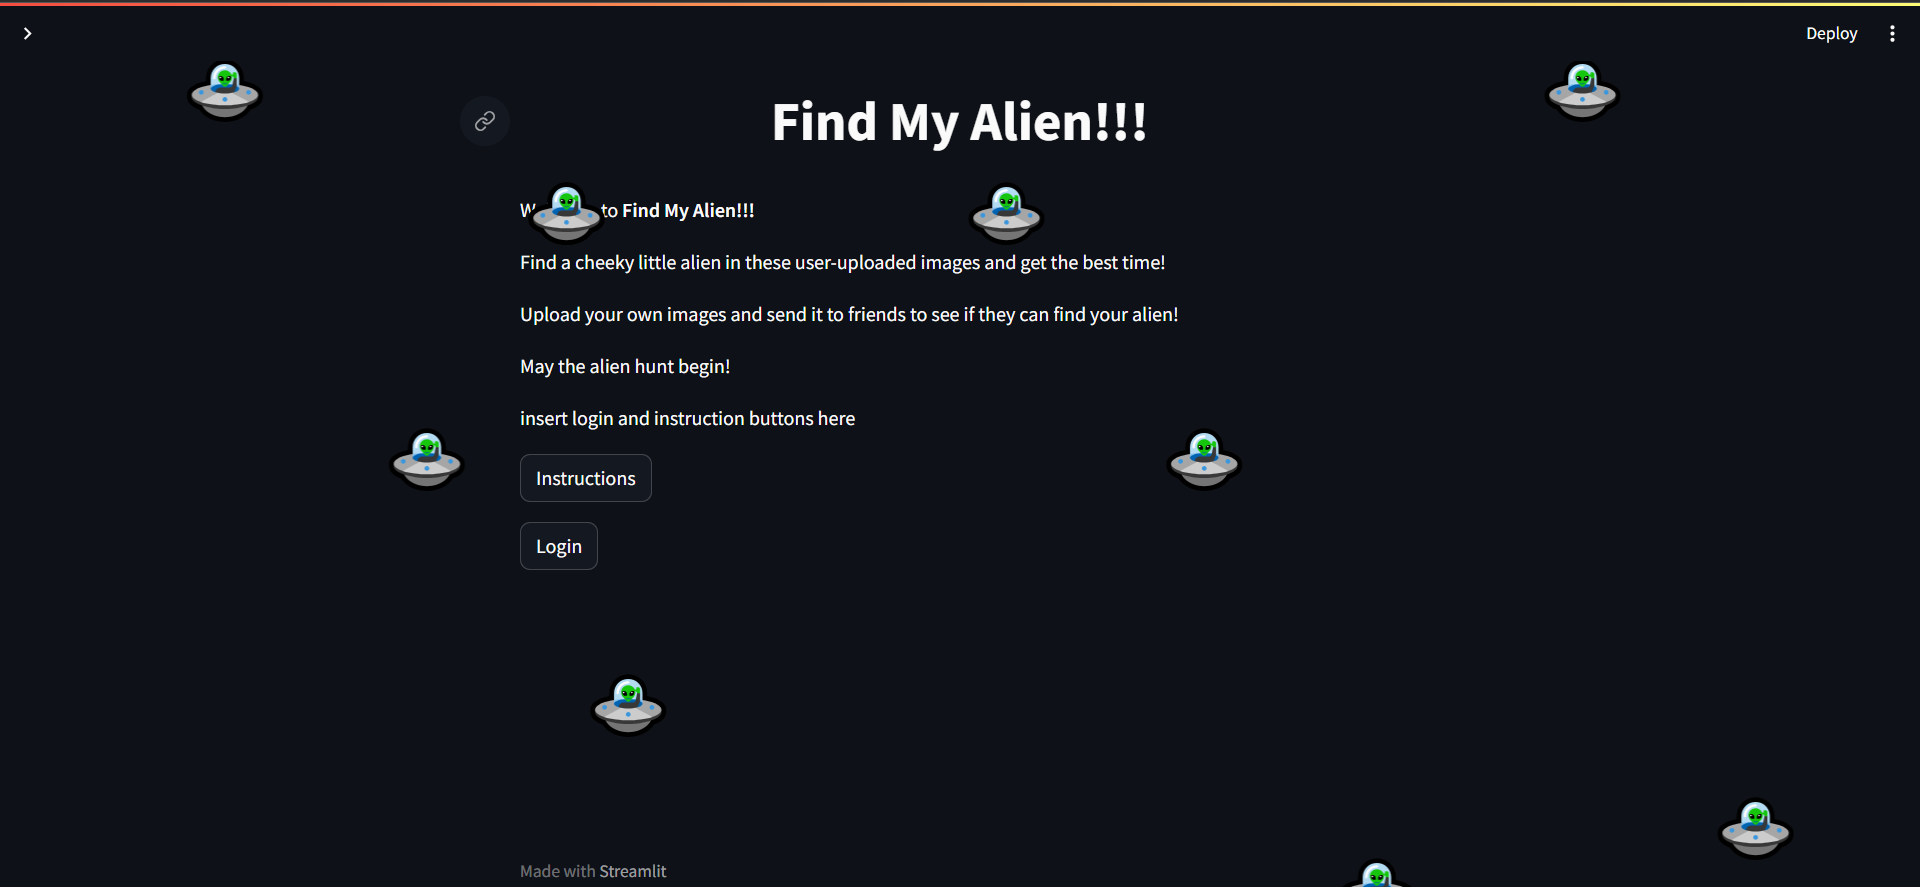 Deploy
Find My Alien!!!
to Find My Alien!!!
Find a cheeky little alien in these user-uploaded images and get the best time!
Upload your own images and send it to friends to see if they can find your alien!
May the alien hunt begin!
insert login and instruction buttons here
Instructions
Login
Made with Streamlit